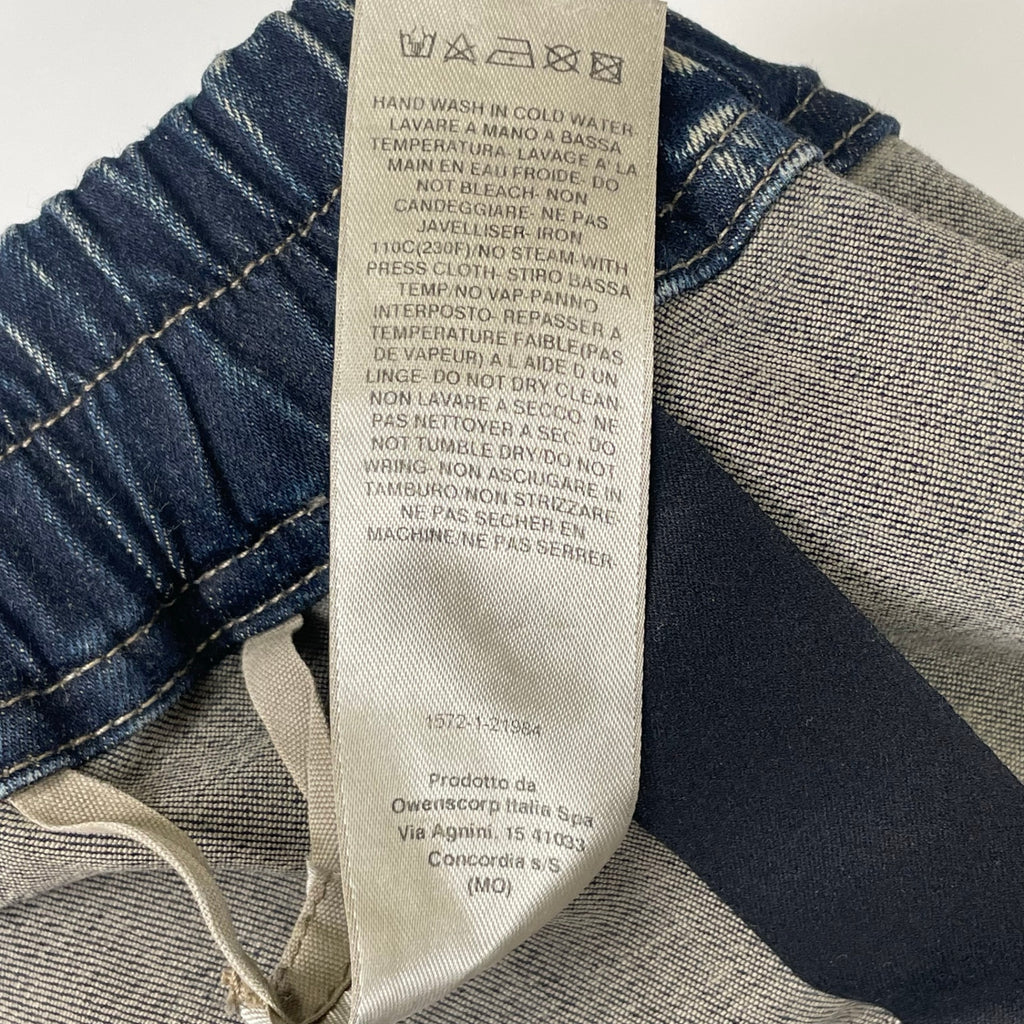 HAND WASH IN COLD WATER
LAVARE A MANO A BASSA
TEMPERATURA- LAVAGE A' LA
MAIN EN EAU FROIDE. DO
NOT BLEACH- NON
CANDEGGIARE- NE PAS
JAVELLISER- IRON
110C(230F)/NO STEAM-WITH
PRESS CLOTH- STIRO BASSA
TEMP/NO VAP-PANNO
INTERPOSTO- REPASSER A
TEMPERATURE FAIBLE(PAS
DE VAPEUR) A L AIDE D UN
LINGE- DO NOT DRY CLEAN-
NON LAVARE A SECCO- NE
PAS NETTOYER A SEC- DO
NOT TUMBLE DRY/DO NOT
WRING- NON ASCIUGARE IN
TAMBURO/NON STRIZZARE-
NE PAS SECHER EN
MACHINE/NE PAS SERRER-
1572-1-21984
Prodotto da
Owenscorp Italia Spa
Via Agnini, 15 41033
Concordia s/S
(MO)